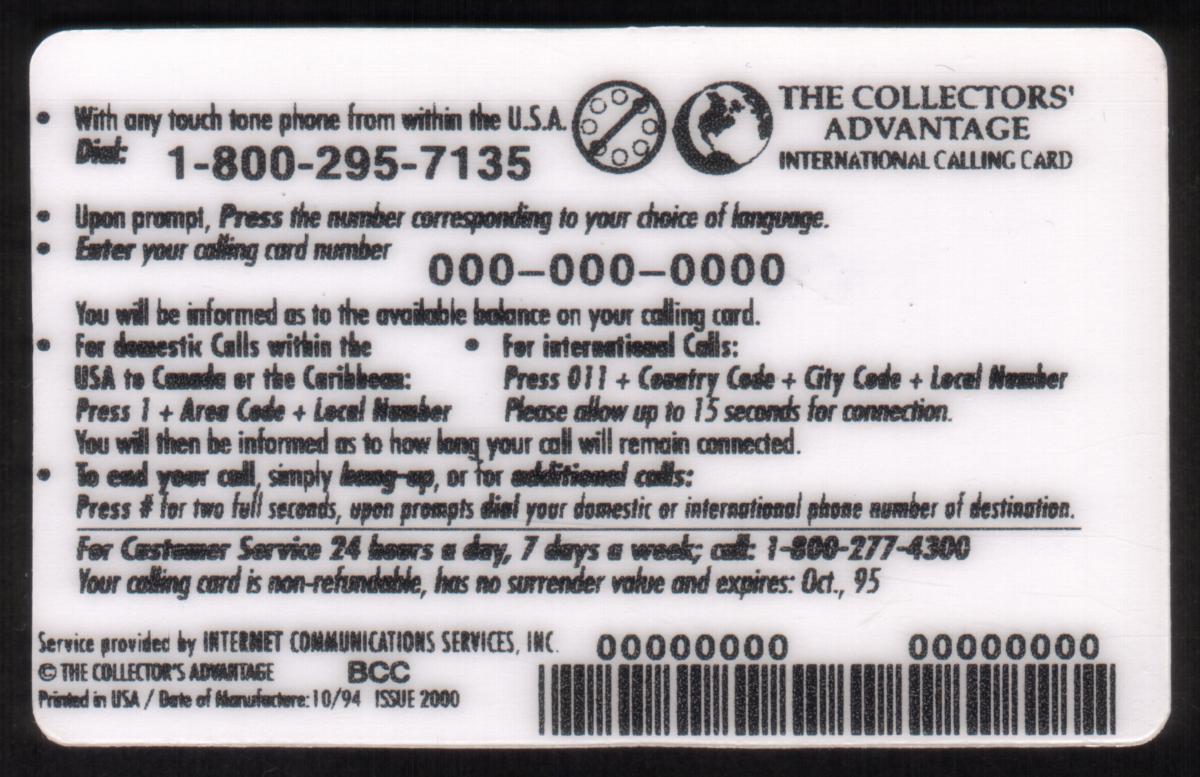 • With any touch tone phone from within the U.S.A.
Dial: 1-800-295-7135
THE COLLECTORS'
ADVANTAGE
INTERNATIONAL CALLING CARD
• Upon prompt, Press the number corresponding to your choice of language.
• Enter your calling card number
000-000-0000
You will be informed as to the available balance on your calling card.
• For domestic Calls within the
USA to Canada or the Caribbean:
Press 1 + Area Code + Local Number
• For international Calls:
Press 011 + Country Code + City Code + Local Number
Please allow up to 15 seconds for connection.
You will then be informed as to how long your call will remain connected.
• To end your call, simply hang-up, or for additional calls:
Press # for two full seconds, upon prompts dial your domestic or international phone number of destination.
For Customer Service 24 hours a day, 7 days a week; call: 1-800-277-4300
Your calling card is non-refundable, has no surrender value and expires: Oct., 95
Service provided by INTERNET COMMUNICATIONS SERVICES, INC.
© THE COLLECTOR'S ADVANTAGE BCC
Printed in USA / Date of Manufacture: 10/94 ISSUE 2000
00000000 00000000